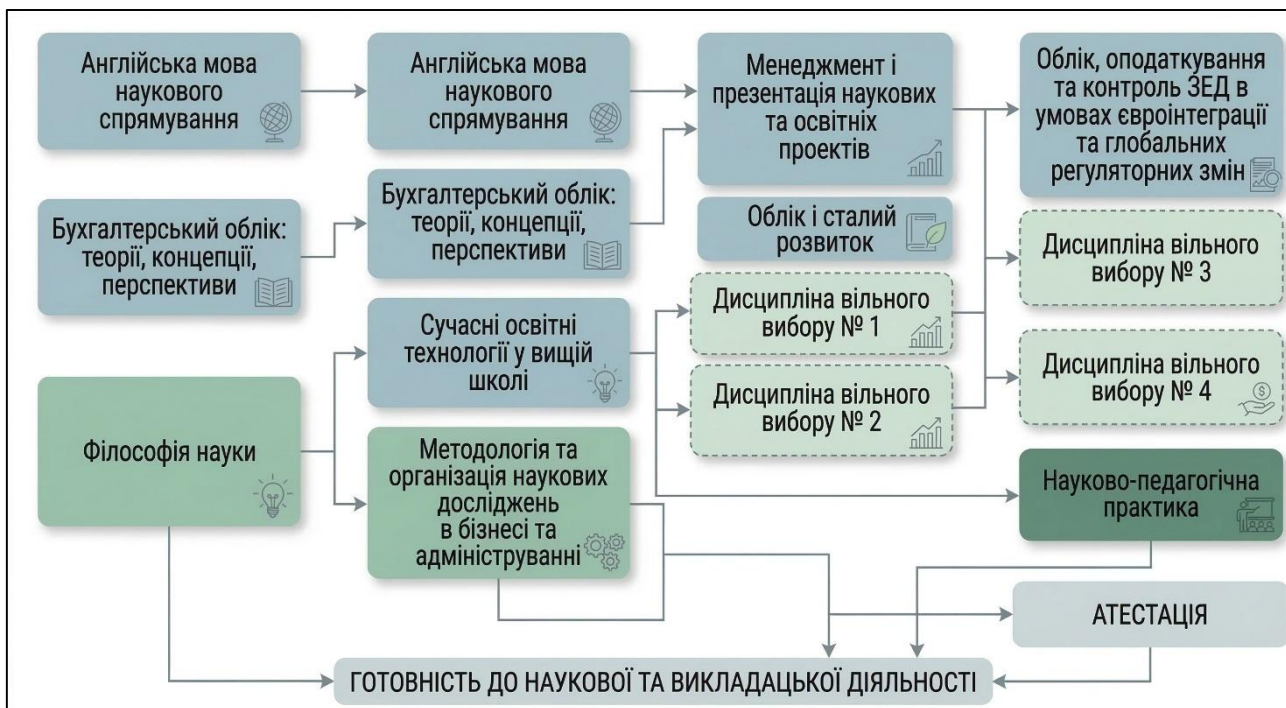 Англійська мова
наукового
спрямування
Англійська мова
наукового
спрямування
Менеджмент і
презентація наукових
та освітніх
проектів
Облік, оподаткування
та контроль ЗЕД в
умовах євроінтеграції
та глобальних
регуляторних змін
Бухгалтерський облік:
теорії, концепції,
перспективи
Бухгалтерський облік:
теорії, концепції,
перспективи
Облік і сталий
розвиток
Дисципліна вільного
вибору № 3
Сучасні освітні
технології у вищій
школі
Дисципліна вільного
вибору № 1
Дисципліна вільного
вибору № 2
Дисципліна вільного
вибору № 4
Філософія науки
Методологія та
організація наукових
досліджень
в бізнесі та
адмініструванні
Науково-педагогічна
практика
АТЕСТАЦІЯ
ГОТОВНІСТЬ ДО НАУКОВОЇ ТА ВИКЛАДАЦЬКОЇ ДІЯЛЬНОСТІ